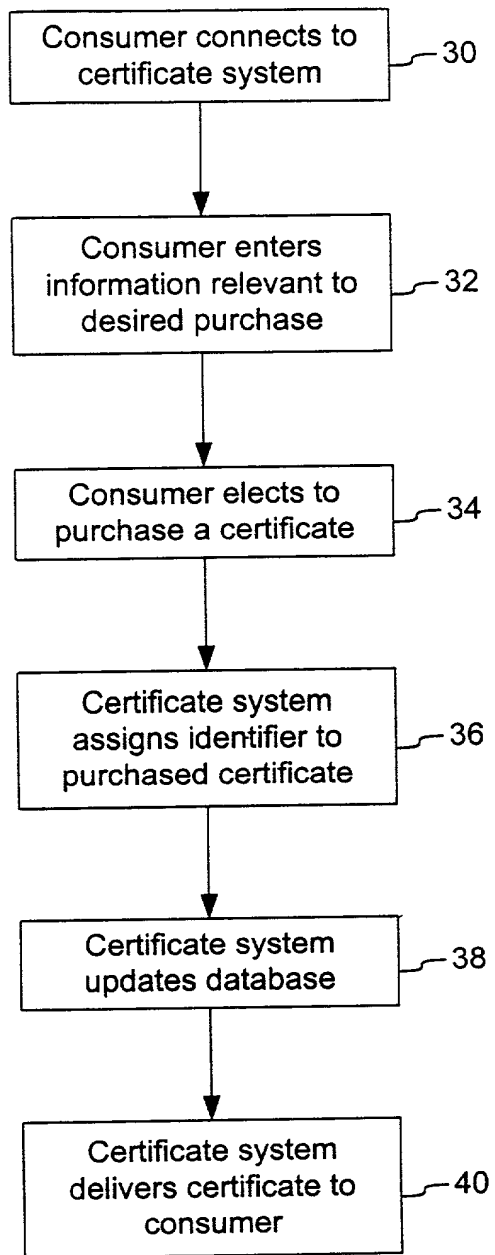 Consumer connects to
certificate system
30
Consumer enters
information relevant to
desired purchase
32
Consumer elects to
purchase a certificate
34
Certificate system
assigns identifier to
purchased certificate
36
Certificate system
updates database
38
Certificate system
delivers certificate to
consumer
40